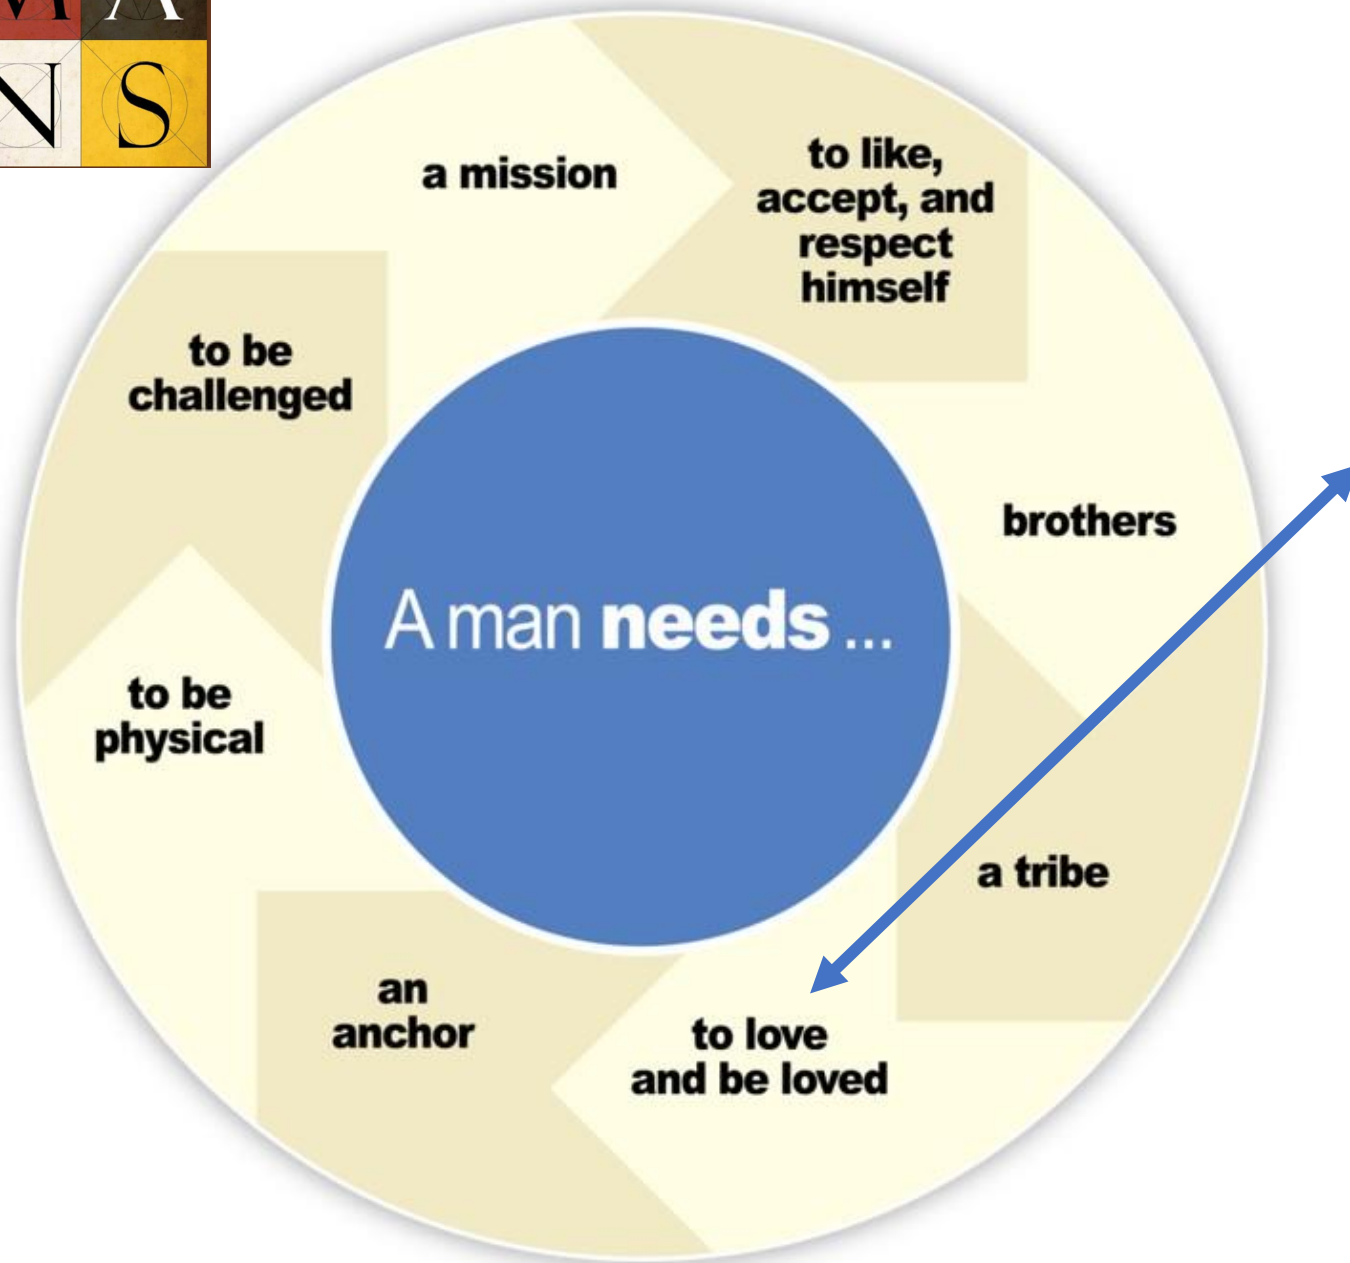 M A
N S
a mission
to like,
accept, and
respect
himself
to be
challenged
brothers
A man needs ...
to be
physical
a tribe
an
anchor
to love
and be loved